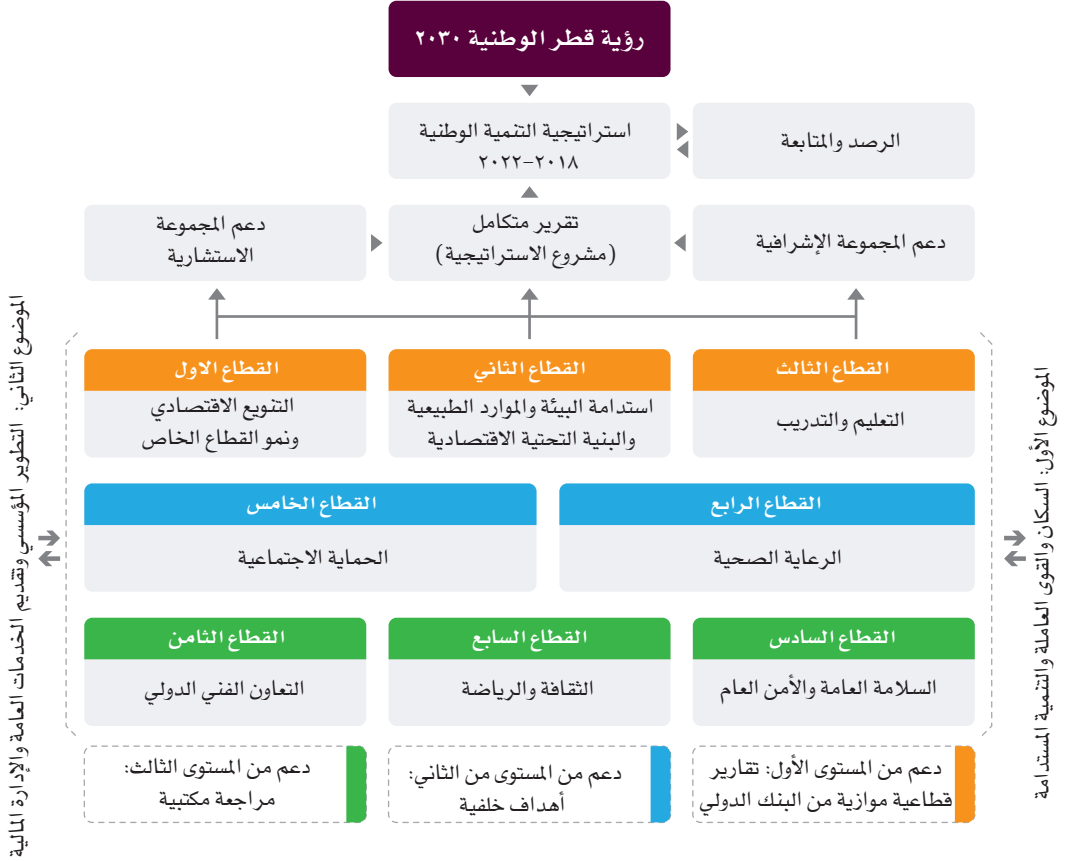 رؤية قطر الوطنية ٢٠٣٠
الرصد والمتابعة
استراتيجية التنمية الوطنية
٢٠١٨-٢٠٢٢
دعم المجموعة الإشرافية
تقرير متكامل
(مشروع الاستراتيجية)
دعم المجموعة
الاستشارية
الموضوع الأول: السكان والقوى العاملة والتنمية المستدامة
القطاع الثالث
التعليم والتدريب
القطاع الثاني
استدامة البيئة والموارد الطبيعية
والبنية التحتية الاقتصادية
القطاع الاول
التنويع الاقتصادي
ونمو القطاع الخاص
القطاع الرابع
الرعاية الصحية
القطاع الخامس
الحماية الاجتماعية
القطاع السادس
السلامة العامة والأمن العام
القطاع السابع
الثقافة والرياضة
القطاع الثامن
التعاون الفني الدولي
الموضوع الثاني: التطوير المؤسسي وتقديم الخدمات العامة والإدارة المالية
دعم من المستوى الأول: تقارير
قطاعية موازية من البنك الدولي
دعم من المستوى من الثاني:
أهداف خلفية
دعم من المستوى الثالث:
مراجعة مكتبية